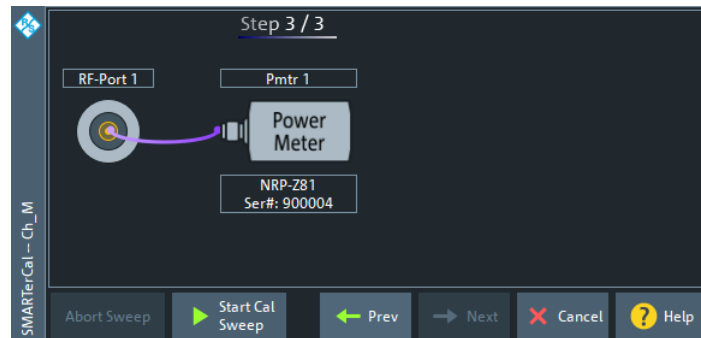 Step 3 / 3
RF-Port 1
Pmtr 1
Power
Meter
NRP-Z81
Ser#: 900004
SMARTerCal – Ch_M
Abort Sweep
Start Cal
Sweep
Prev
Next
Cancel
? Help
R/S